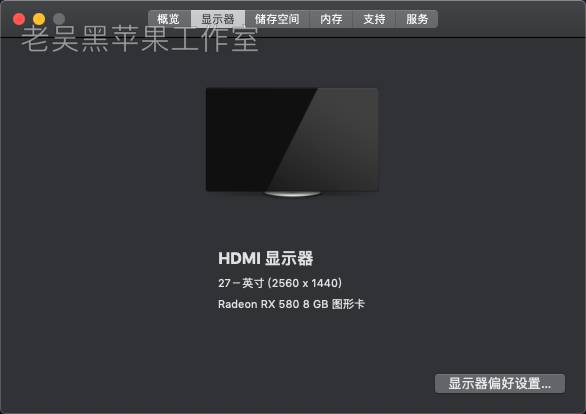 概览 显示器 储存空间 内存 支持 服务
老吴黑苹果工作室
HDMI 显示器
27－英寸 (2560 x 1440)
Radeon RX 580 8 GB 图形卡
显示器偏好设置...